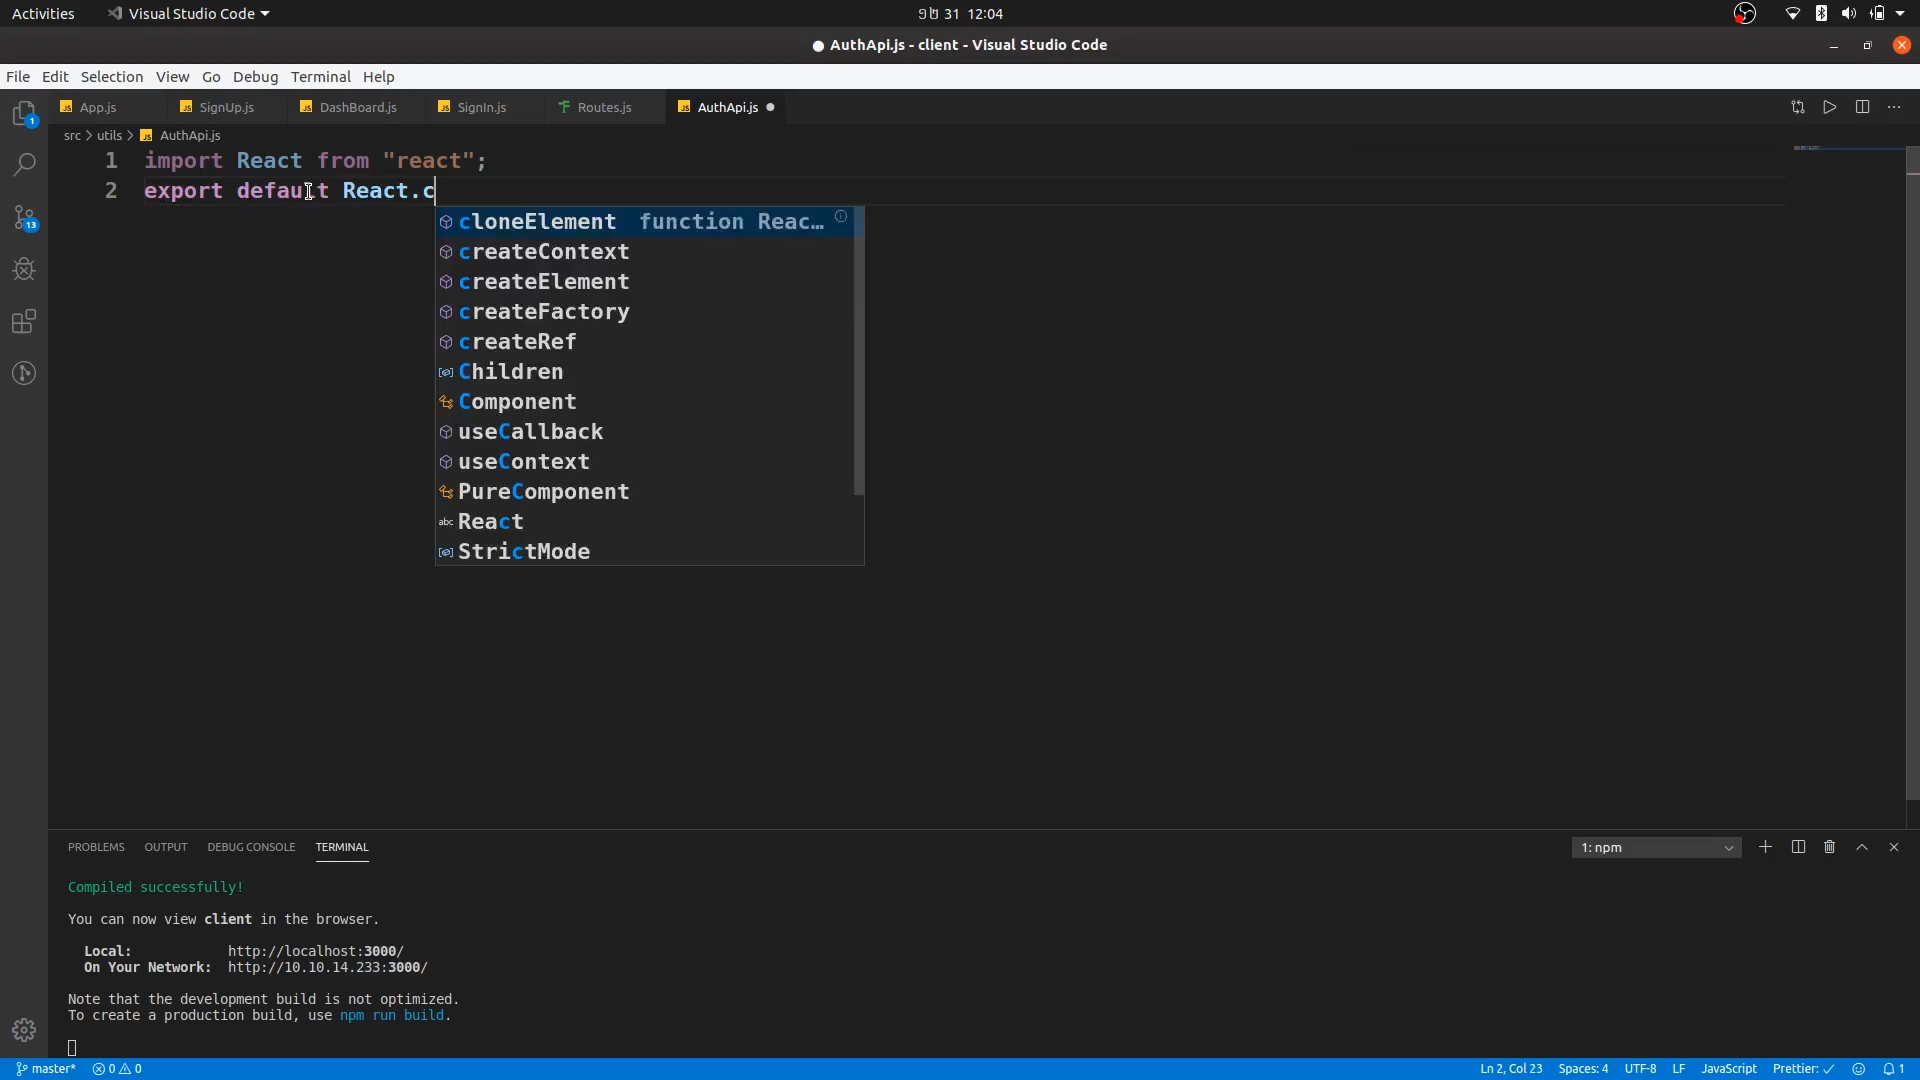 Activities
Visual Studio Code
31 12:04
AuthApi.js - client - Visual Studio Code
File Edit Selection View Go Debug Terminal Help
App.js SignUp.js DashBoard.js SignIn.js Routes.js AuthApi.js
1
src > utils > AuthApi.js
1 import React from "react";
2 export default React.c
cloneElement function Reac…
createContext
createElement
createFactory
createRef
Children
Component
useCallback
useContext
PureComponent
abc React
StrictMode
13
PROBLEMS OUTPUT DEBUG CONSOLE TERMINAL
1: npm
Compiled successfully!
You can now view client in the browser.
Local: http://localhost:3000/
On Your Network: http://10.10.14.233:3000/
Note that the development build is not optimized.
To create a production build, use npm run build.
master* 0 0
Ln 2, Col 23 Spaces: 4 UTF-8 LF JavaScript Prettier: ✓ 1